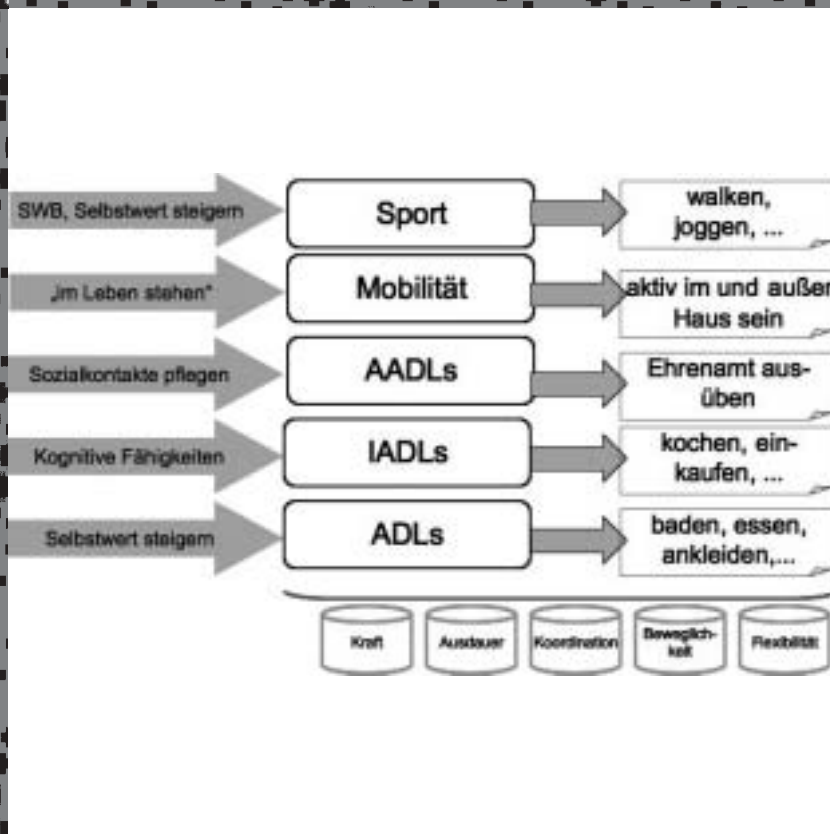 SWB, Selbstwert steigern
Sport
walken,
joggen, ...
„im Leben stehen“
Mobilität
aktiv im und außer
Haus sein
Sozialkontakte pflegen
AADLs
Ehrenamt aus-
üben
Kognitive Fähigkeiten
IADLs
kochen, ein-
kaufen, ...
Selbstwert steigern
ADLs
baden, essen,
ankleiden,...
Kraft
Ausdauer
Koordination
Beweglich-
keit
Flexibilität